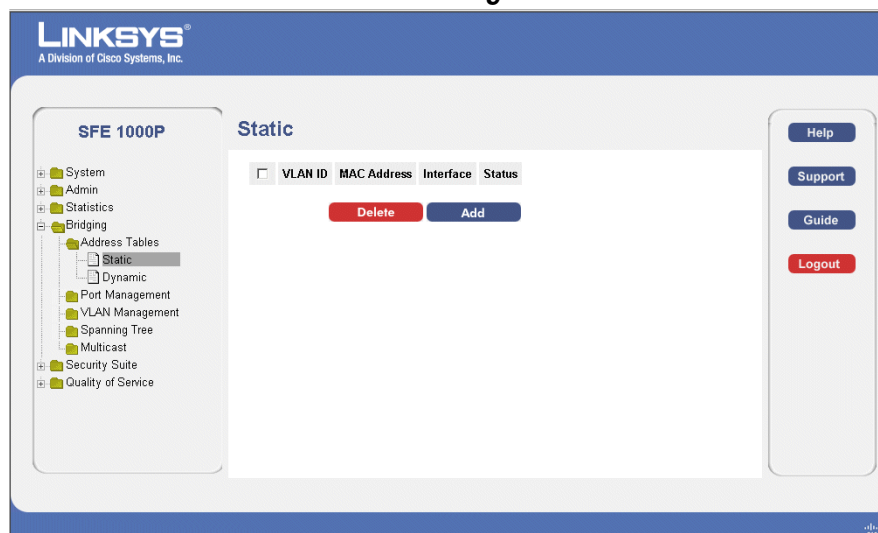 LINKSYS®
A Division of Cisco Systems, Inc.
SFE 1000P
System
Admin
Statistics
Bridging
Address Tables
Static
Dynamic
Port Management
VLAN Management
Spanning Tree
Multicast
Security Suite
Quality of Service
Static
VLAN ID MAC Address Interface Status
Delete Add
Help
Support
Guide
Logout